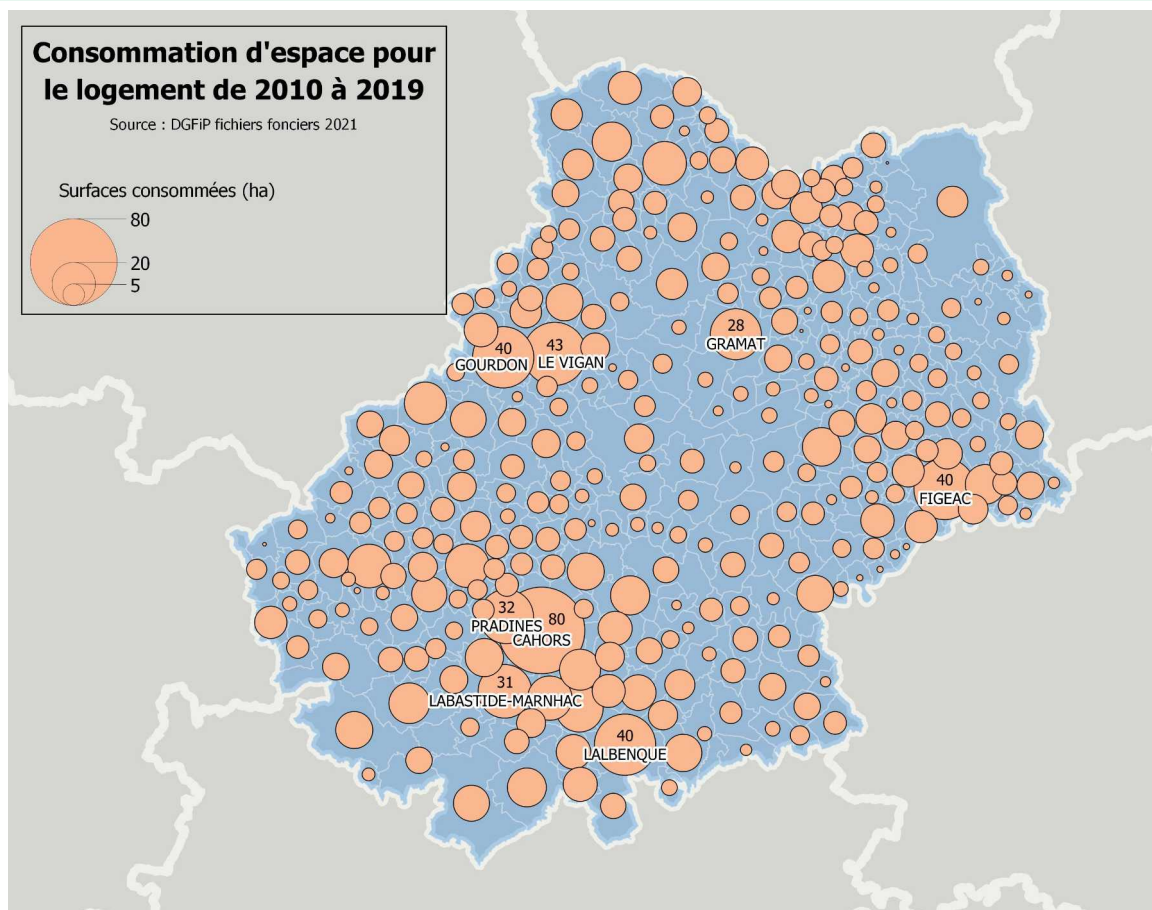 Consommation d'espace pour
le logement de 2010 à 2019
Source : DGFiP fichiers fonciers 2021
Surfaces consommées (ha)
80
20
5
28
GRAMAT
40
GOURDON
43
LE VIGAN
40
FIGEAC
32
PRADINES
80
CAHORS
31
LABASTIDE-MARNHAC
40
LALBENQUE